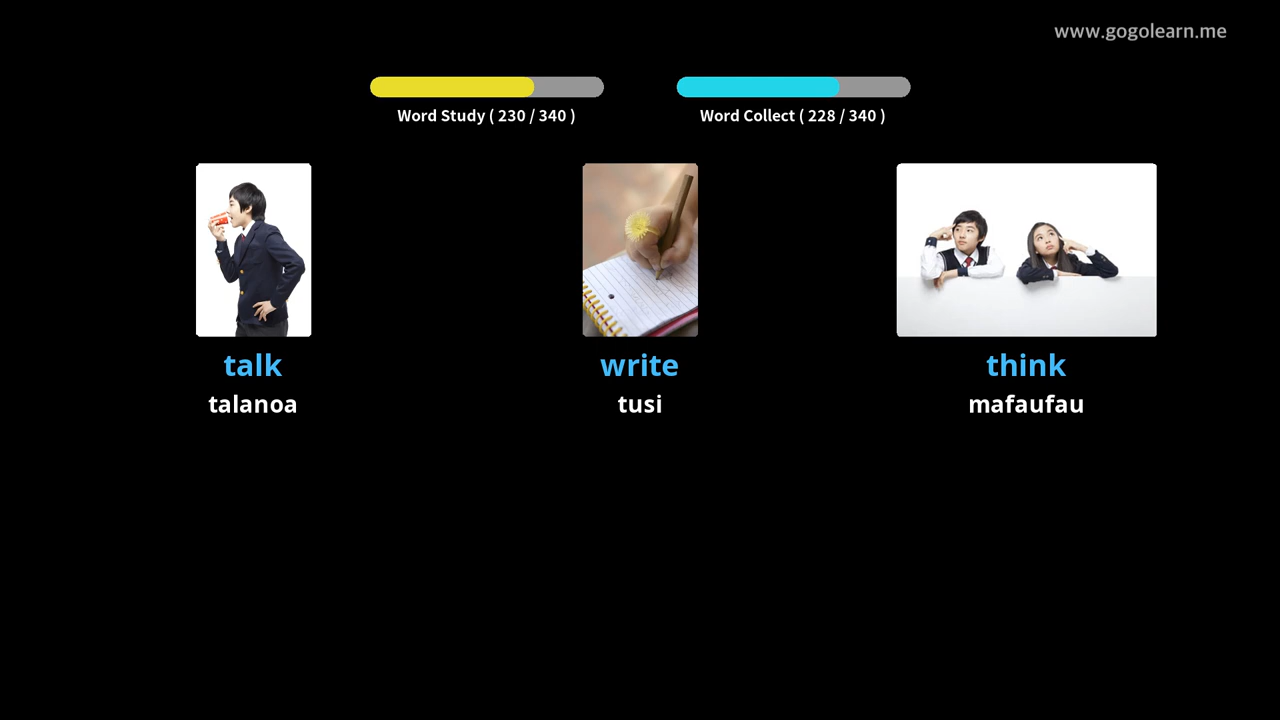 www.gogolearn.me
Word Study ( 230 / 340 )
Word Collect ( 228 / 340 )
talk
talanoa
write
tusi
think
mafaufau